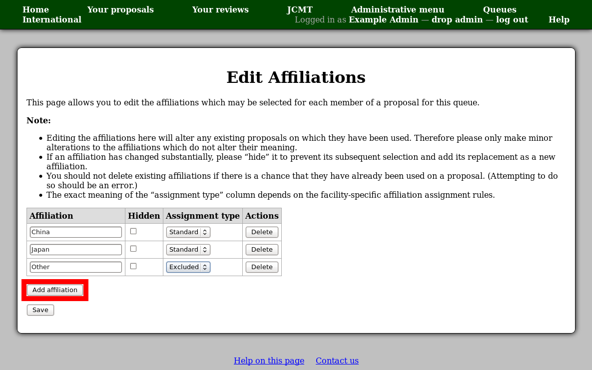 Home Your proposals Your reviews JCMT Administrative menu Queues
International Logged in as Example Admin — drop admin — log out Help
Edit Affiliations
This page allows you to edit the affiliations which may be selected for each member of a proposal for this queue.
Note:
• Editing the affiliations here will alter any existing proposals on which they have been used. Therefore please only make minor
alterations to the affiliations which do not alter their meaning.
• If an affiliation has changed substantially, please “hide” it to prevent its subsequent selection and add its replacement as a new
affiliation.
• You should not delete existing affiliations if there is a chance that they have already been used on a proposal. (Attempting to do
so should be an error.)
• The exact meaning of the “assignment type” column depends on the facility-specific affiliation assignment rules.
Affiliation Hidden Assignment type Actions
China Standard Delete
Japan Standard Delete
Other Excluded Delete
Add affiliation
Save
Help on this page Contact us